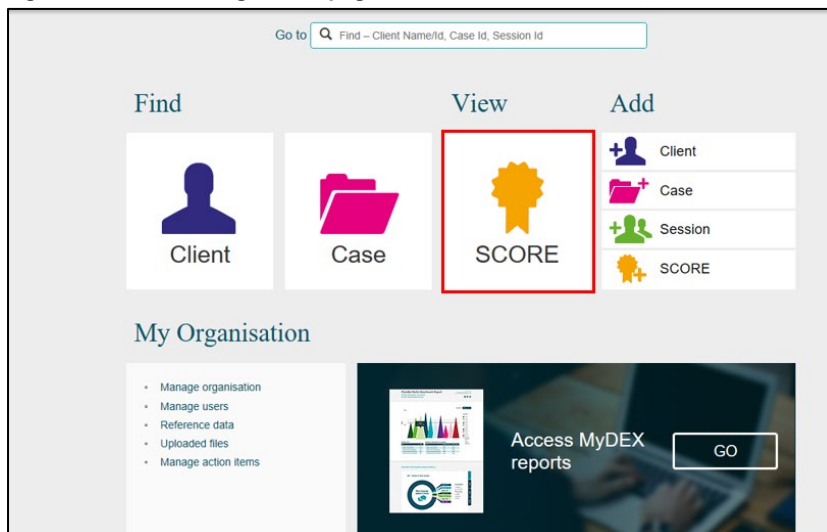 Go to Find – Client Name/Id, Case Id, Session Id
Find
View
Add
Client
Case
SCORE
Client
Case
Session
SCORE
My Organisation
Manage organisation
Manage users
Reference data
Uploaded files
Manage action items
Access MyDEX
reports
GO